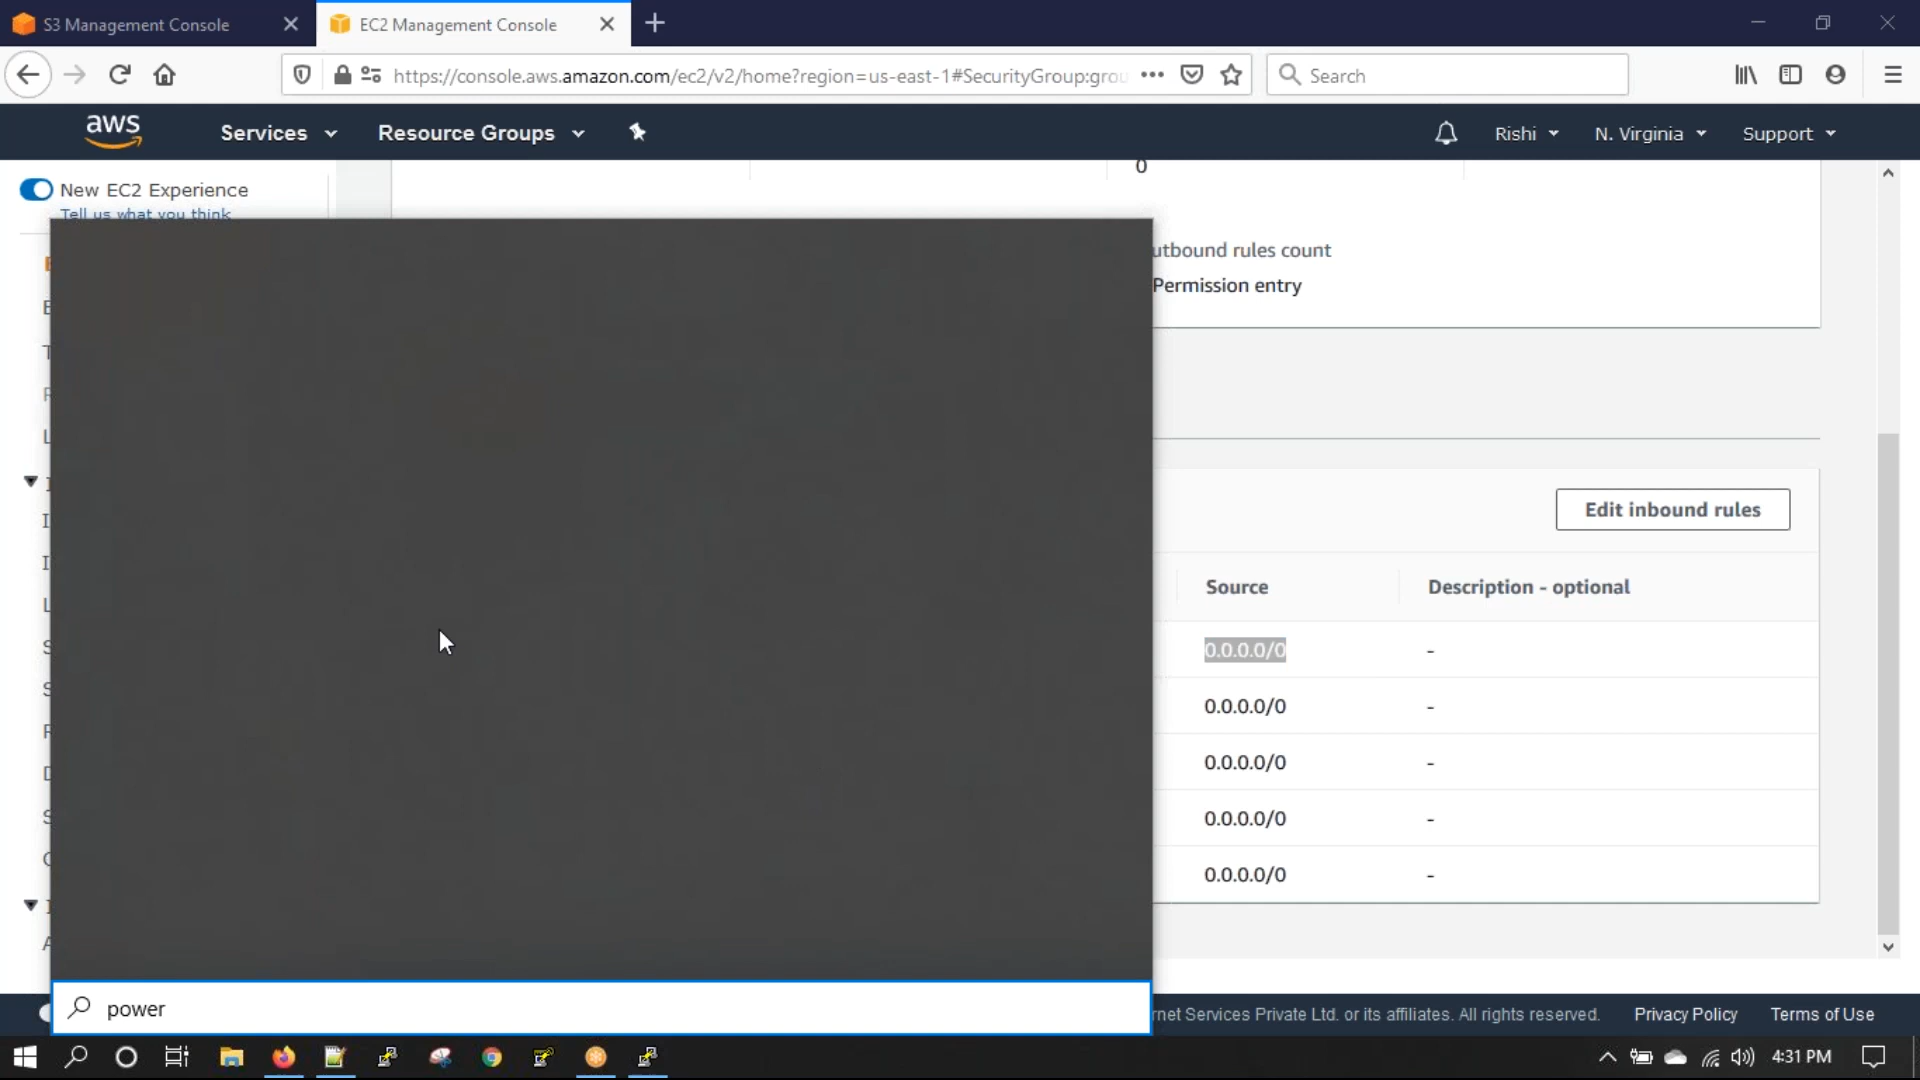 S3 Management Console
EC2 Management Console
https://console.aws.amazon.com/ec2/v2/home?region=us-east-1#SecurityGroup:grou
Search
aws
Services
Resource Groups
Rishi
N. Virginia
Support
0
New EC2 Experience
Tell us what you think
utbound rules count
Permission entry
Edit inbound rules
Source
Description - optional
0.0.0.0/0
-
0.0.0.0/0
-
0.0.0.0/0
-
0.0.0.0/0
-
0.0.0.0/0
-
power
rnet Services Private Ltd. or its affiliates. All rights reserved.
Privacy Policy
Terms of Use
4:31 PM